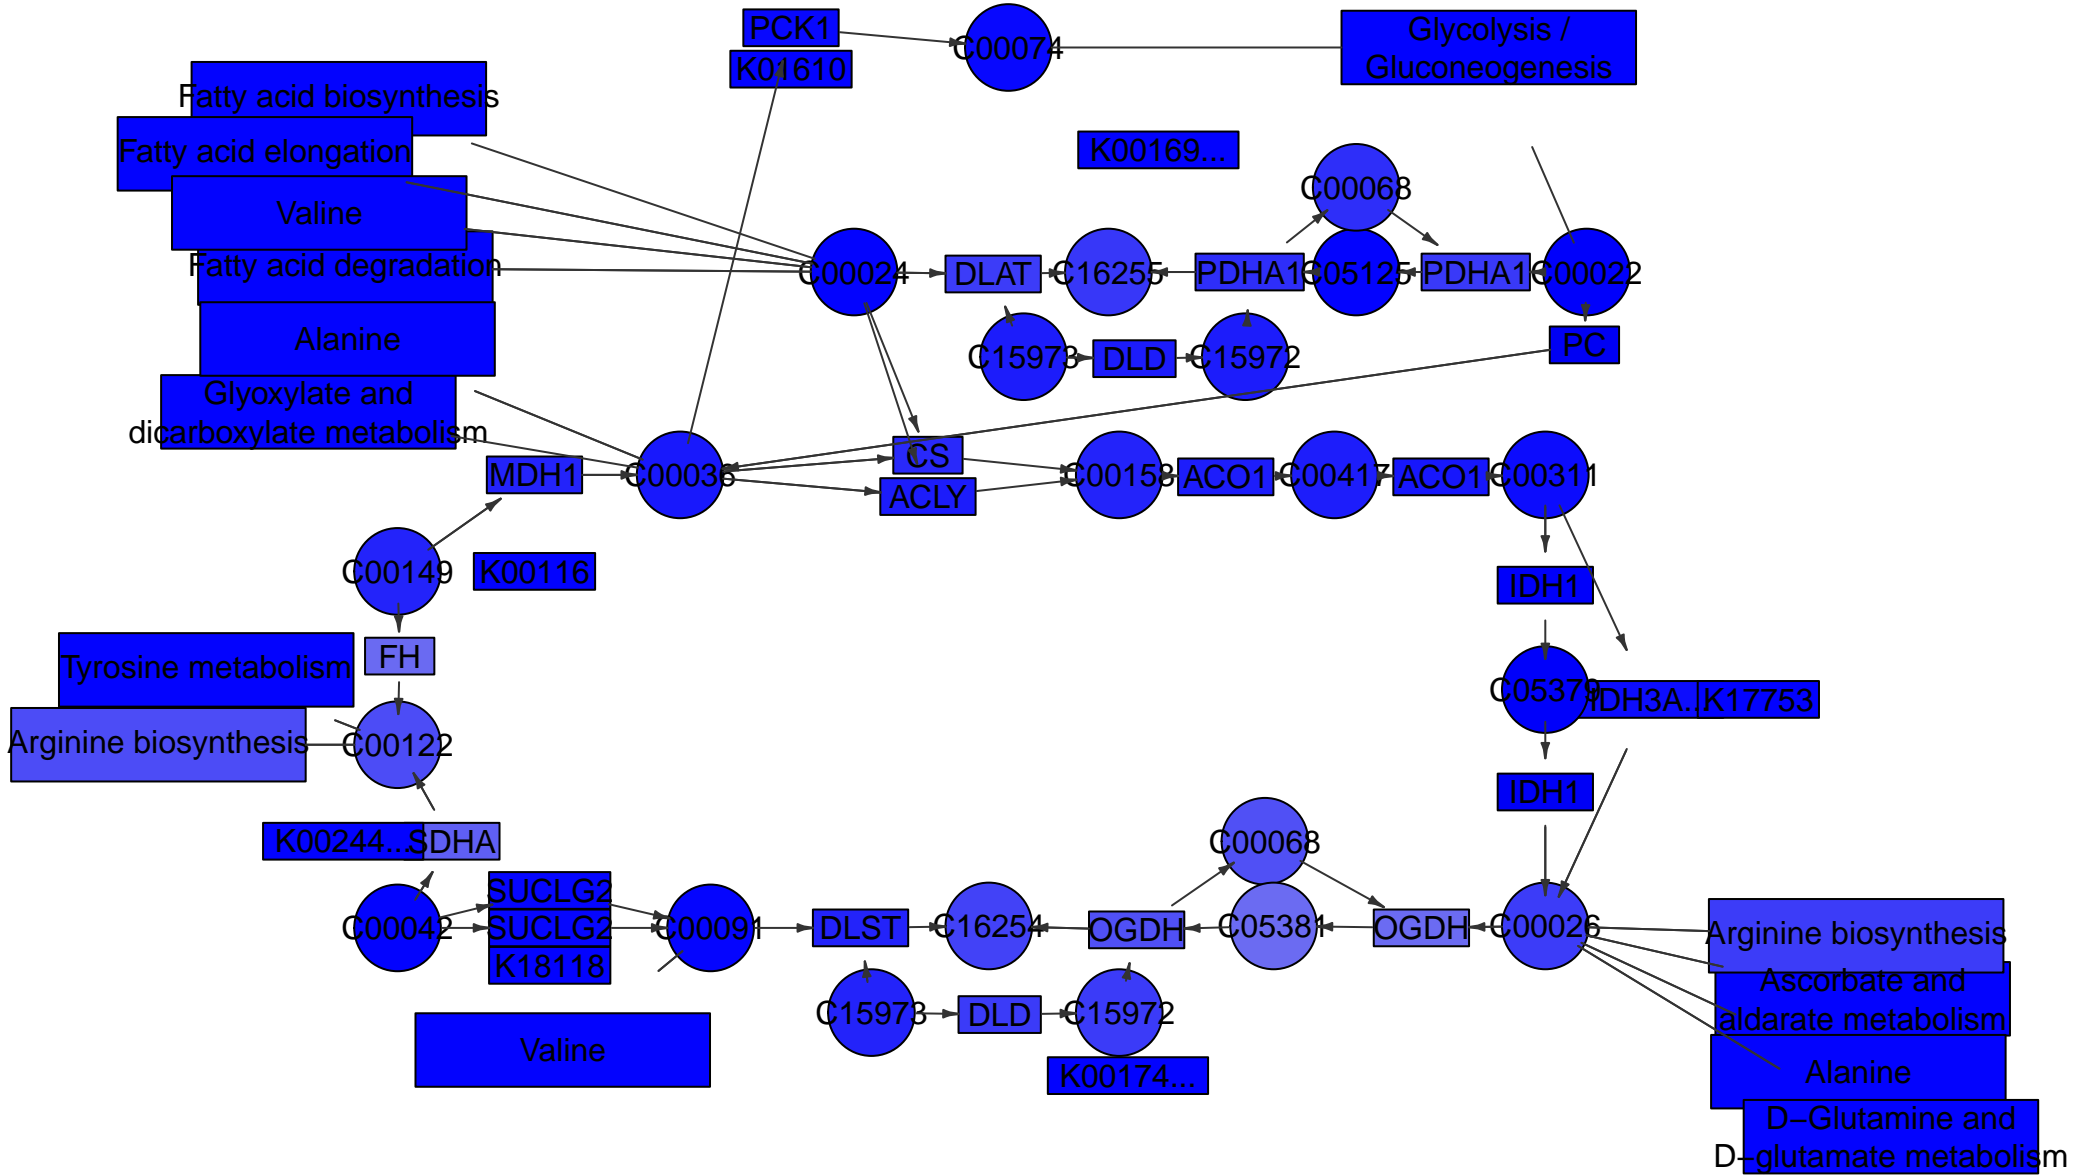 PCK1
K01610
C00074
Glycolysis /
Gluconeogenesis
Fatty acid biosynthesis
Fatty acid elongation
Valine
Fatty acid degradation
Alanine
Glyoxylate and
dicarboxylate metabolism
K00169...
C00068
C00024
DLAT
C16255
PDHA1
C05125
PDHA1
C00022
C15973
DLD
C15972
PC
MDH1
C00036
CS
ACLY
C00158
ACO1
C00417
ACO1
C00311
C00149
K00116
IDH1
FH
Tyrosine metabolism
C05379
IDH3A...
K17753
Arginine biosynthesis
C00122
IDH1
K00244...
SDHA
C00068
C00042
SUCLG2
SUCLG2
K18118
C00091
DLST
C16254
OGDH
C05381
OGDH
C00026
Arginine biosynthesis
Ascorbate and
aldarate metabolism
C15973
DLD
C15972
Valine
K00174...
Alanine
D−Glutamine and
D−glutamate metabolism